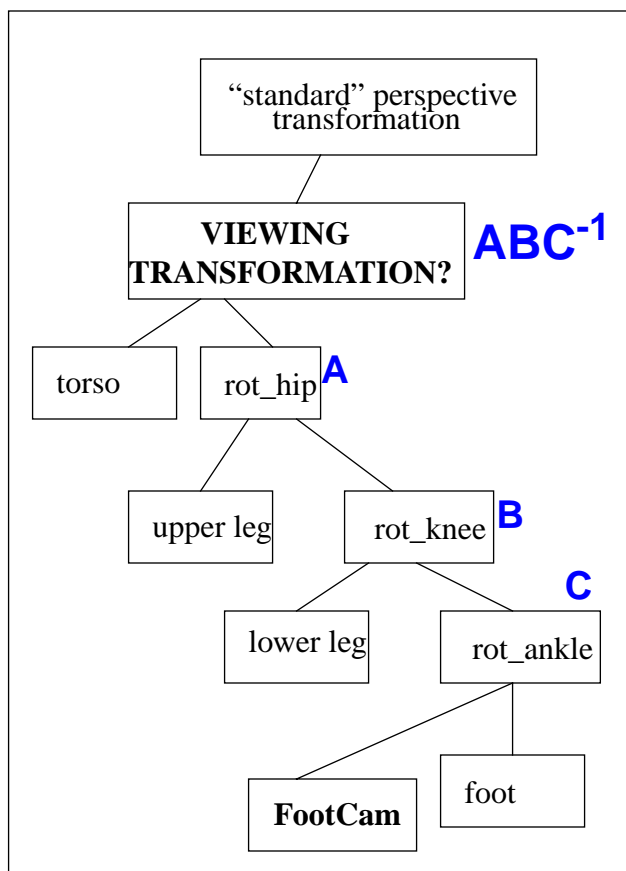 “standard” perspective
transformation
VIEWING
TRANSFORMATION?
ABC-1
torso
rot_hip
A
upper leg
rot_knee
B
C
lower leg
rot_ankle
FootCam
foot